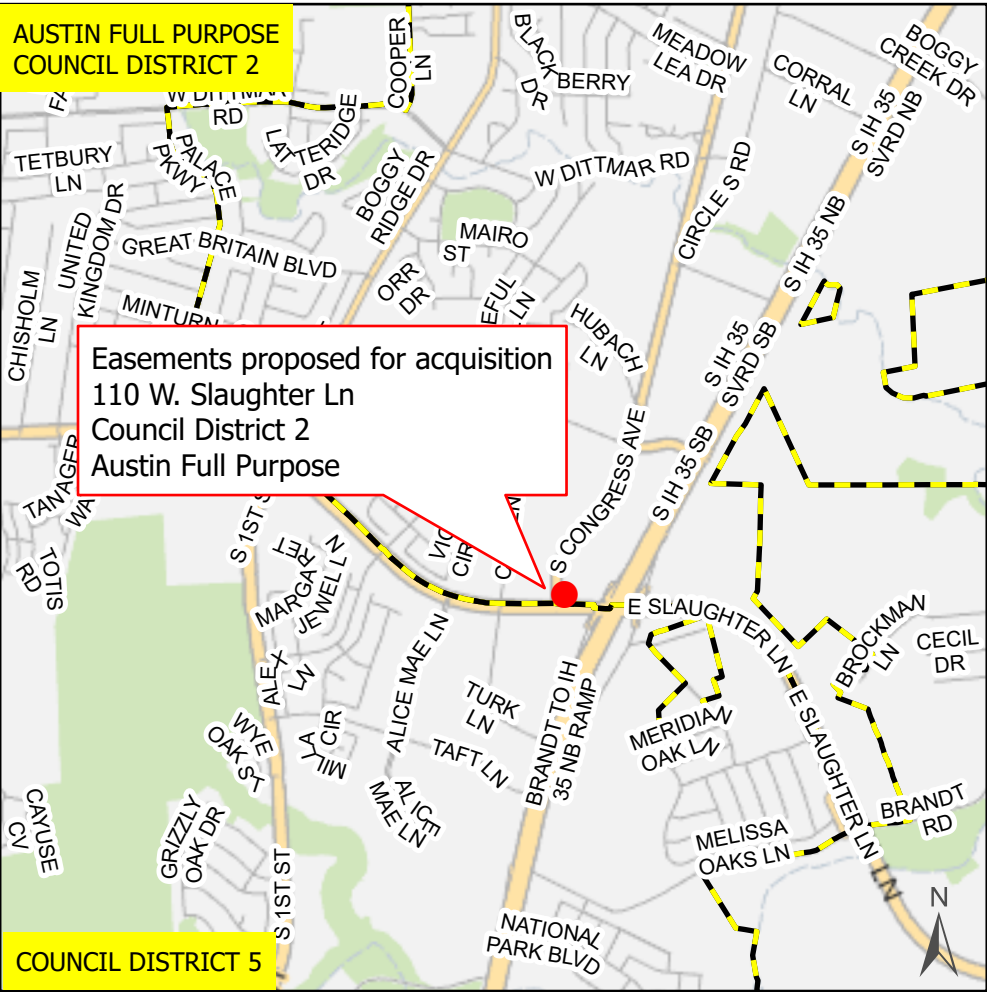 AUSTIN FULL PURPOSE
COUNCIL DISTRICT 2
COOPER
LN
BLACK
BERRY
DR
MEADOW
LEA DR
CORRAL
LN
BOGGY
CREEK DR
W DITTMAR
RD
LATTERIDGE
DR
TETBURY
LN
PALACE
PKWY
BOGGY
RIDGE DR
W DITTMAR RD
CIRCLE S RD
S IH 35
SVRD NB
S IH 35 NB
UNITED
KINGDOM DR
GREAT BRITAIN BLVD
MAIRO
ST
ORR
DR
CHISHOLM
LN
MINTURN
LN
HUBACH
LN
S IH 35
SVRD SB
Easements proposed for acquisition
110 W. Slaughter Ln
Council District 2
Austin Full Purpose
TANAGER
S CONGRESS AVE
S IH 35 SB
TOTIS
RD
S 1ST S
MARGARET
JEWEL LN
CIR
E SLAUGHTER LN
BROCKMAN
LN
CECIL
DR
ALEX
LN
ALICE MAE LN
TURK
LN
TAFT LN
WYE
OAK ST
MILLA
CIR
BRANDT TO IH
35 NB RAMP
MERIDIAN
OAK LN
E SLAUGHTER LN
CAYUSE
CV
GRIZZLY
OAK DR
ALICE
MAE LN
MELISSA
OAKS LN
BRANDT
RD
LN
S 1ST ST
NATIONAL
PARK BLVD
N
COUNCIL DISTRICT 5